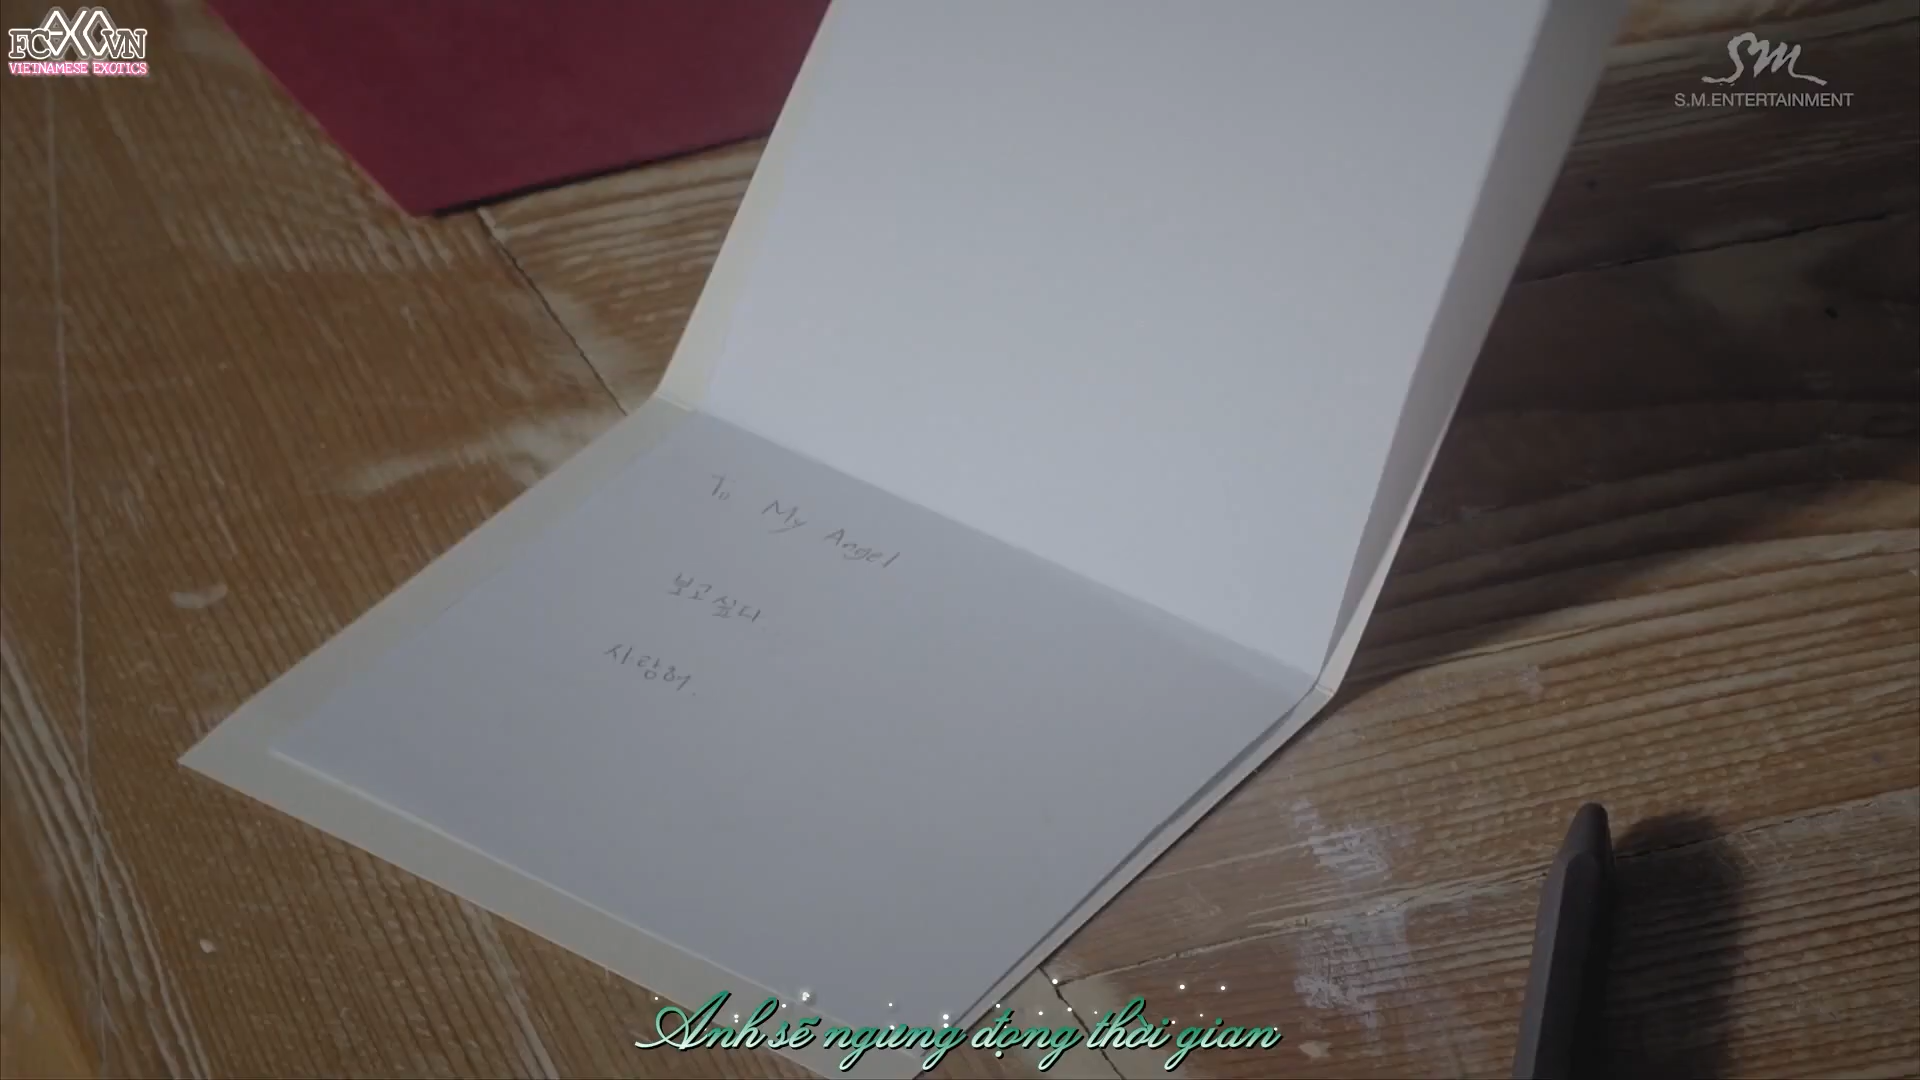 FC EXO VN
VIETNAMESE EXOTICS
SM
S.M.ENTERTAINMENT
To My Angel
보고싶다...
사랑해.
Anh sẽ ngưng đọng thời gian